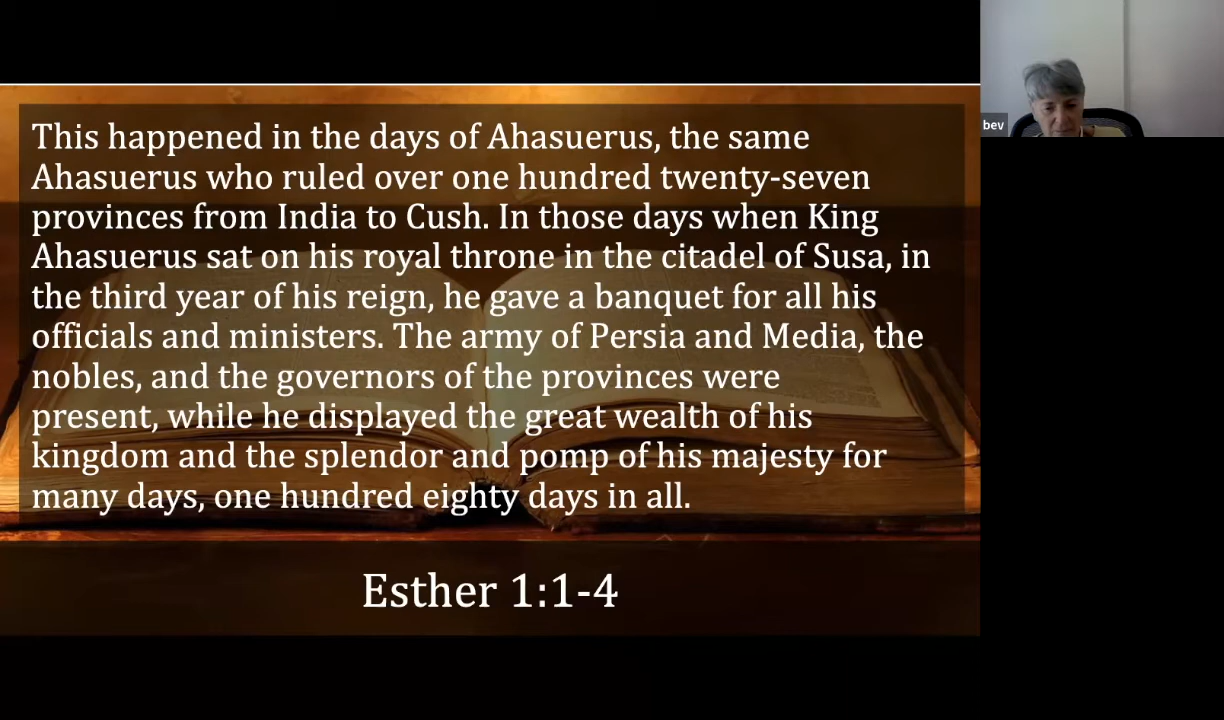 This happened in the days of Ahasuerus, the same
Ahasuerus who ruled over one hundred twenty-seven
provinces from India to Cush. In those days when King
Ahasuerus sat on his royal throne in the citadel of Susa, in
the third year of his reign, he gave a banquet for all his
officials and ministers. The army of Persia and Media, the
nobles, and the governors of the provinces were
present, while he displayed the great wealth of his
kingdom and the splendor and pomp of his majesty for
many days, one hundred eighty days in all.
Esther 1:1-4
bev